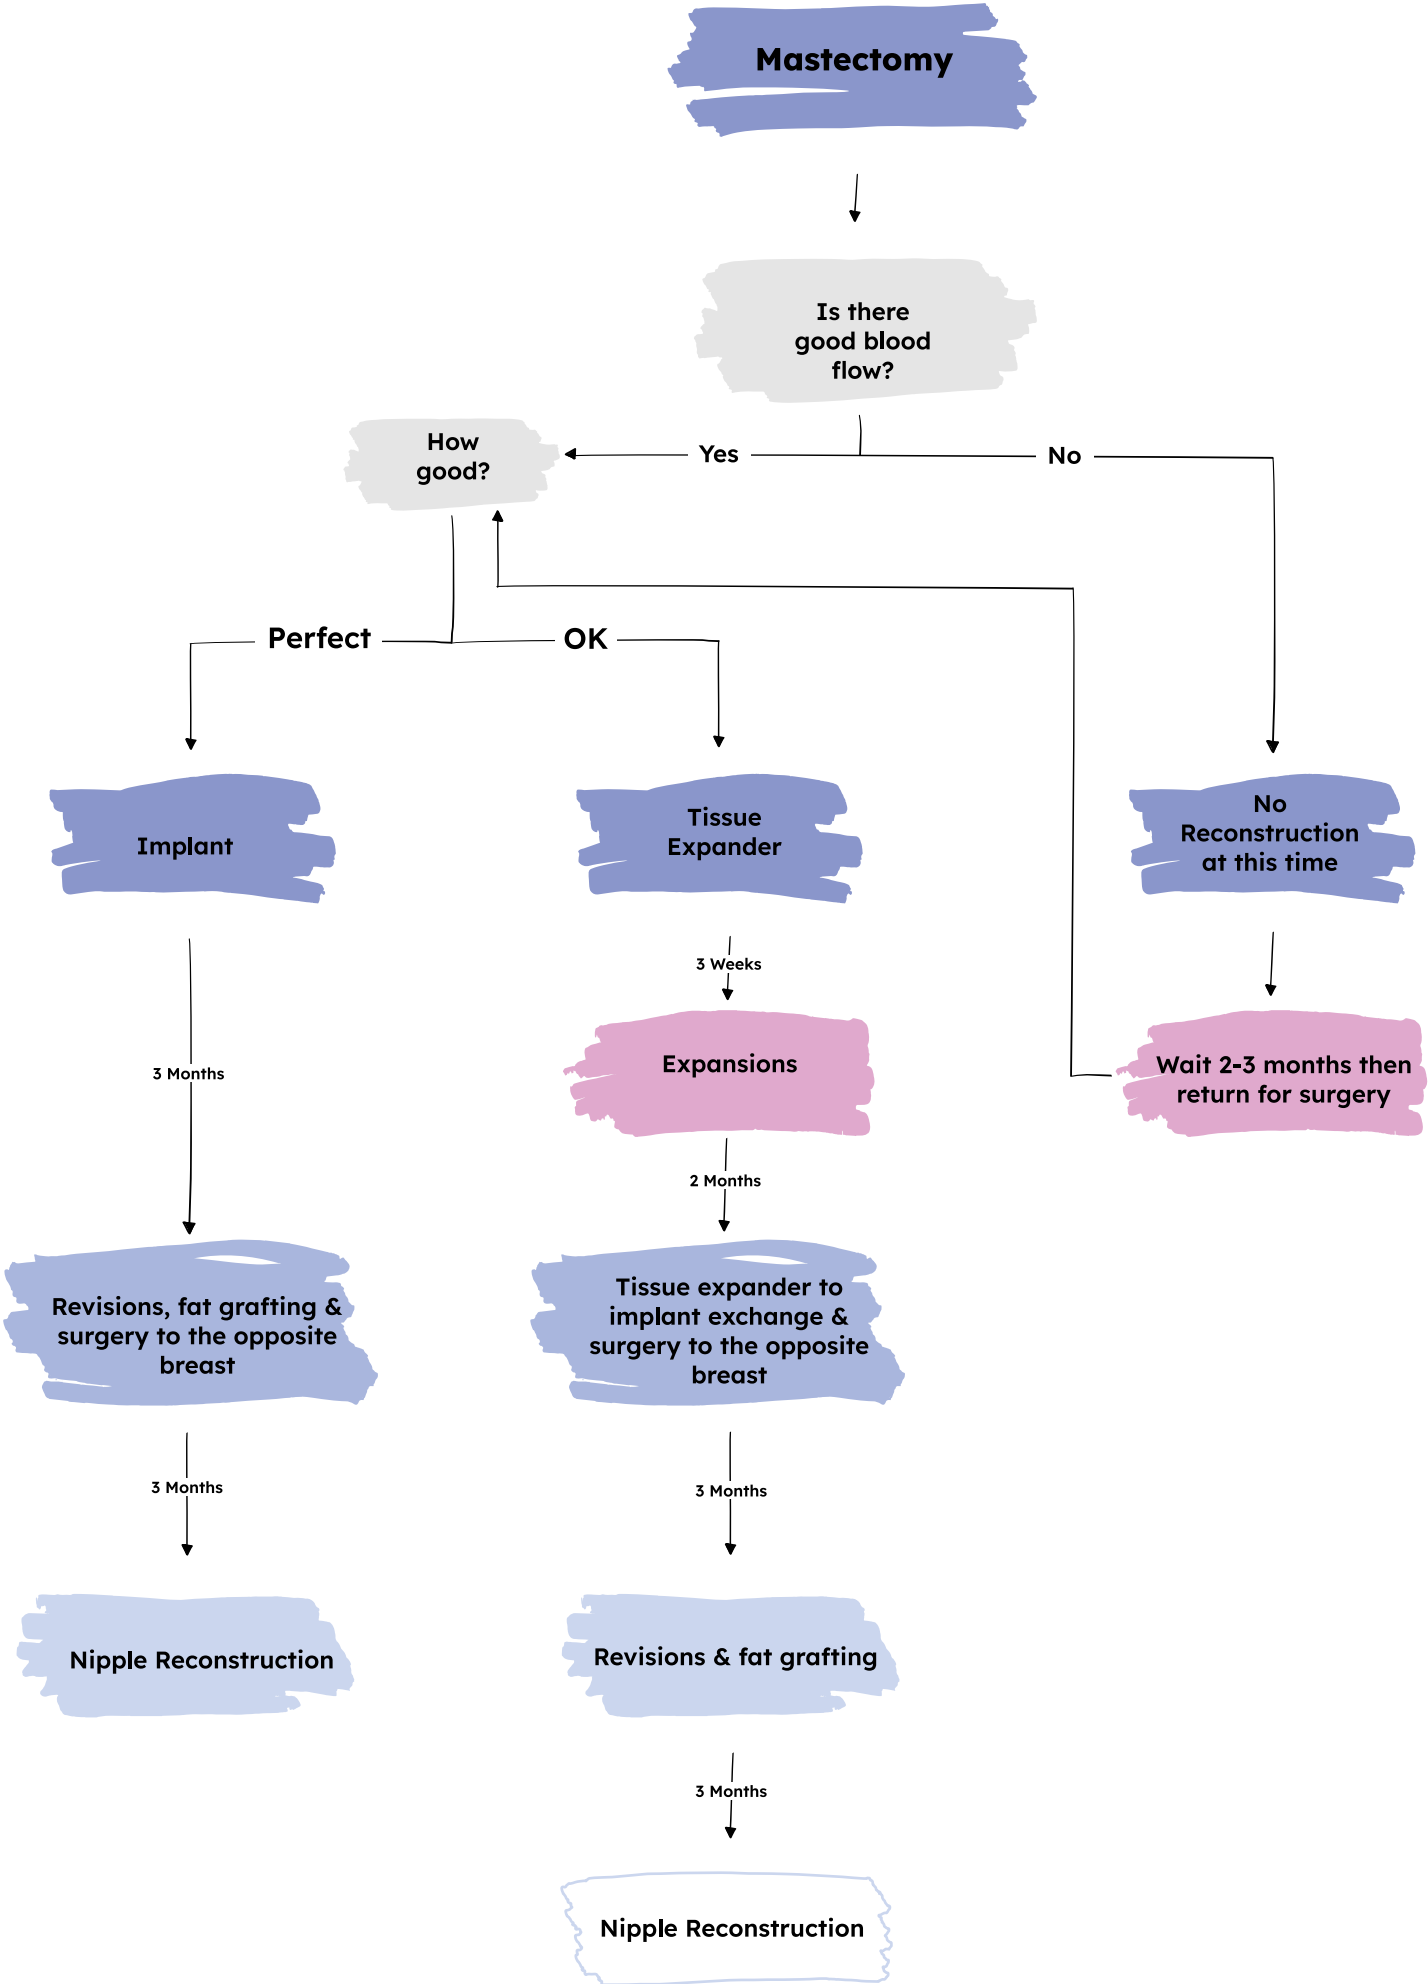 Mastectomy
Is there
good blood
flow?
How
good?
Yes
No
Perfect
OK
Implant
Tissue
Expander
No
Reconstruction
at this time
3 Weeks
Expansions
Wait 2-3 months then
return for surgery
3 Months
2 Months
Revisions, fat grafting &
surgery to the opposite
breast
Tissue expander to
implant exchange &
surgery to the opposite
breast
3 Months
3 Months
Nipple Reconstruction
Revisions & fat grafting
3 Months
Nipple Reconstruction